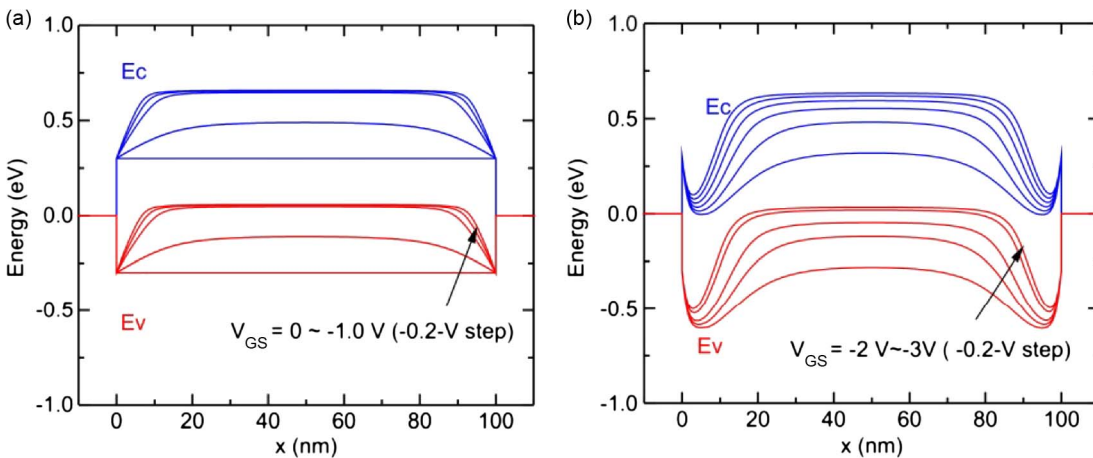 (a)
1.0
0.5
0.0
-0.5
-1.0
Energy (eV)
Ec
Ev
V_GS = 0 ~ -1.0 V (-0.2-V step)
0 20 40 60 80 100
x (nm)
(b)
1.0
0.5
0.0
-0.5
-1.0
Energy (eV)
Ec
Ev
V_GS = -2 V~-3V ( -0.2-V step)
0 20 40 60 80 100
x (nm)